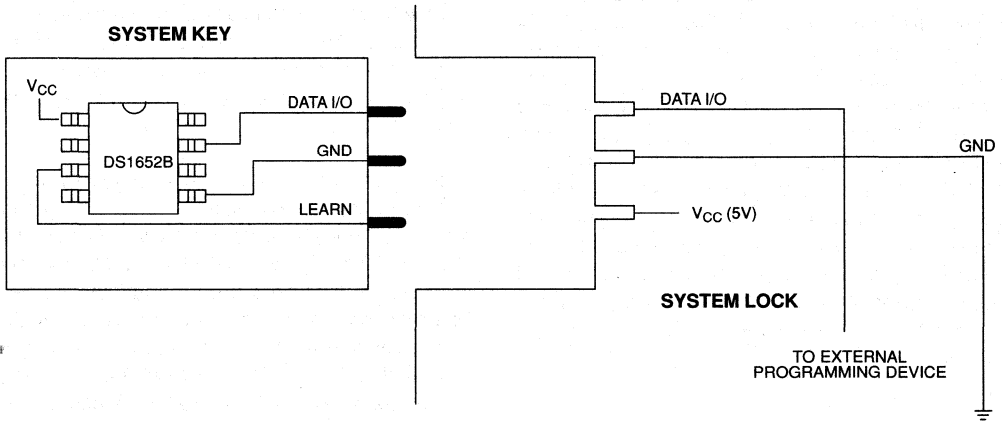 SYSTEM KEY
VCC
DATA I/O
DS1652B
GND
LEARN
DATA I/O
GND
VCC (5V)
SYSTEM LOCK
TO EXTERNAL
PROGRAMMING DEVICE